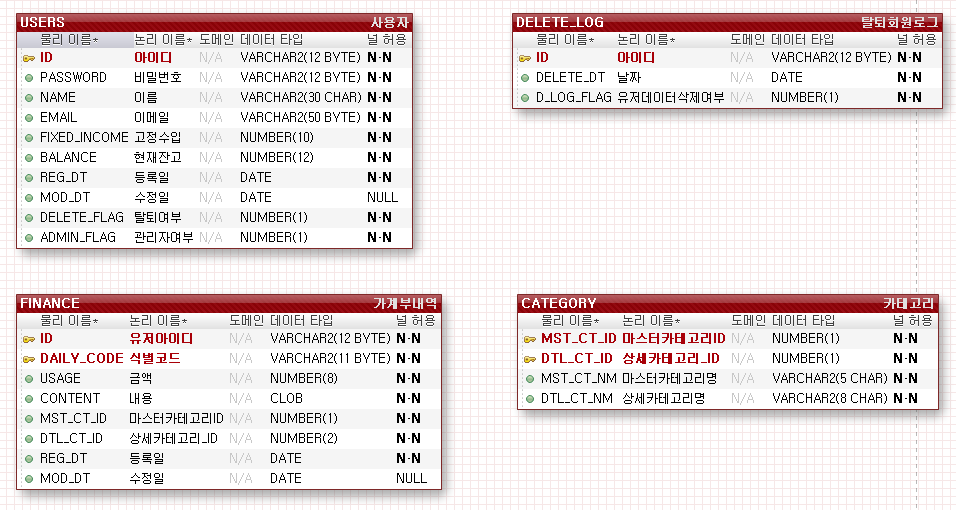 USERS 사용자
물리 이름* 논리 이름* 도메인 데이터 타입 널 허용
ID 아이디 N/A VARCHAR2(12 BYTE) N-N
PASSWORD 비밀번호 N/A VARCHAR2(12 BYTE) N-N
NAME 이름 N/A VARCHAR2(30 CHAR) N-N
EMAIL 이메일 N/A VARCHAR2(50 BYTE) N-N
FIXED_INCOME 고정수입 N/A NUMBER(10) N-N
BALANCE 현재잔고 N/A NUMBER(12) N-N
REG_DT 등록일 N/A DATE N-N
MOD_DT 수정일 N/A DATE NULL
DELETE_FLAG 탈퇴여부 N/A NUMBER(1) N-N
ADMIN_FLAG 관리자여부 N/A NUMBER(1) N-N
DELETE_LOG 탈퇴회원로그
물리 이름* 논리 이름* 도메인 데이터 타입 널 허용
ID 아이디 N/A VARCHAR2(12 BYTE) N-N
DELETE_DT 날짜 N/A DATE N-N
D_LOG_FLAG 유저데이터삭제여부 N/A NUMBER(1) N-N
FINANCE 가계부내역
물리 이름* 논리 이름* 도메인 데이터 타입 널 허용
ID 유저아이디 N/A VARCHAR2(12 BYTE) N-N
DAILY_CODE 식별코드 N/A VARCHAR2(11 BYTE) N-N
USAGE 금액 N/A NUMBER(8) N-N
CONTENT 내용 N/A CLOB N-N
MST_CT_ID 마스터카테고리ID N/A NUMBER(1) N-N
DTL_CT_ID 상세카테고리_ID N/A NUMBER(2) N-N
REG_DT 등록일 N/A DATE N-N
MOD_DT 수정일 N/A DATE NULL
CATEGORY 카테고리
물리 이름* 논리 이름* 도메인 데이터 타입 널 허용
MST_CT_ID 마스터카테고리ID N/A NUMBER(1) N-N
DTL_CT_ID 상세카테고리_ID N/A NUMBER(1) N-N
MST_CT_NM 마스터카테고리명 N/A VARCHAR2(5 CHAR) N-N
DTL_CT_NM 상세카테고리명 N/A VARCHAR2(8 CHAR) N-N